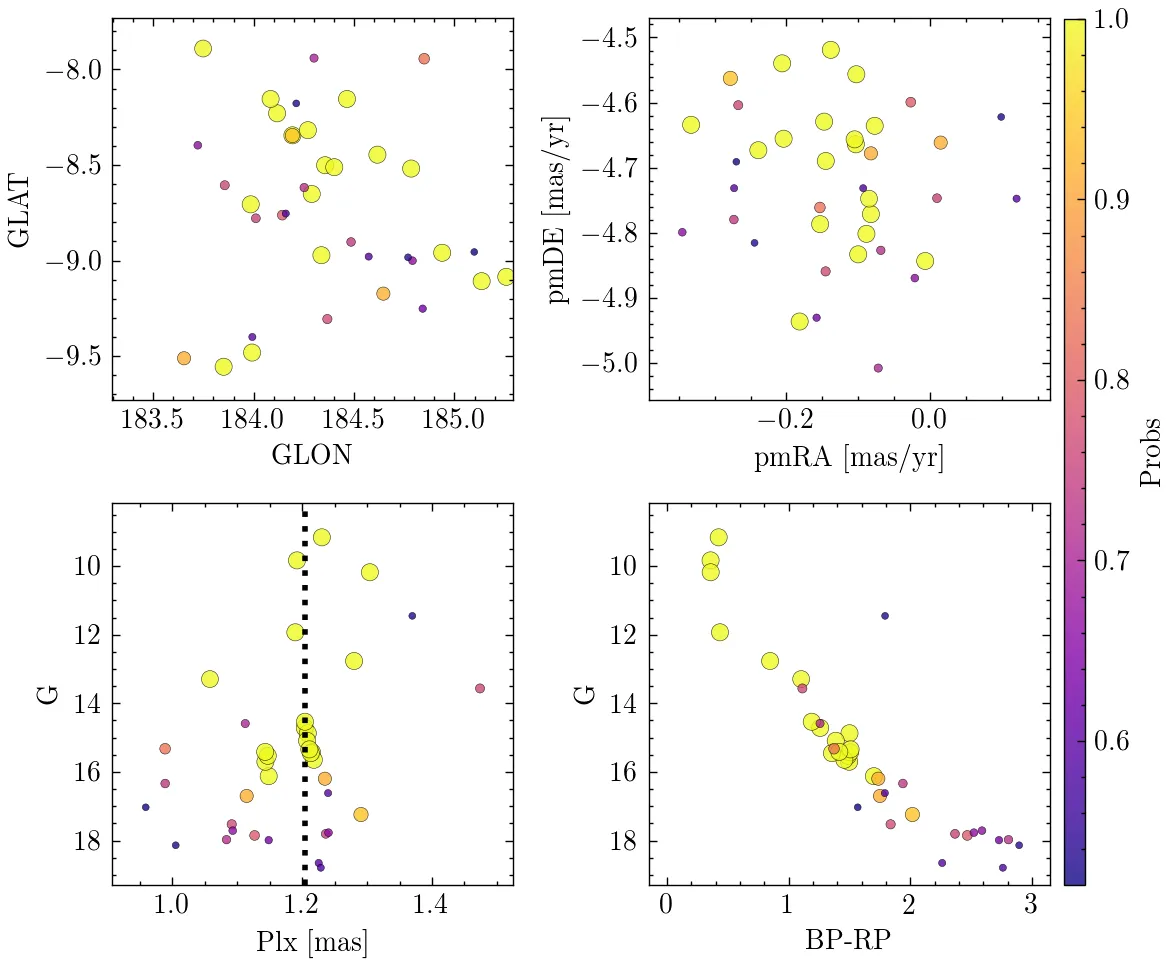 −8.0
−8.5
−9.0
−9.5
GLAT
183.5 184.0 184.5 185.0
GLON
−4.5
−4.6
−4.7
−4.8
−4.9
−5.0
pmDE [mas/yr]
−0.2 0.0
pmRA [mas/yr]
10
12
14
16
18
G
1.0 1.2 1.4
Plx [mas]
10
12
14
16
18
G
0 1 2 3
BP-RP
1.0
0.9
0.8
0.7
0.6
Probs